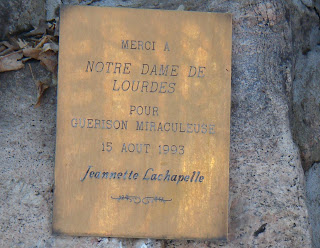 MERCI A
NOTRE DAME DE
LOURDES
POUR
GUERISON MIRACULEUSE
15 AOUT 1993
Jeannette Lachapelle